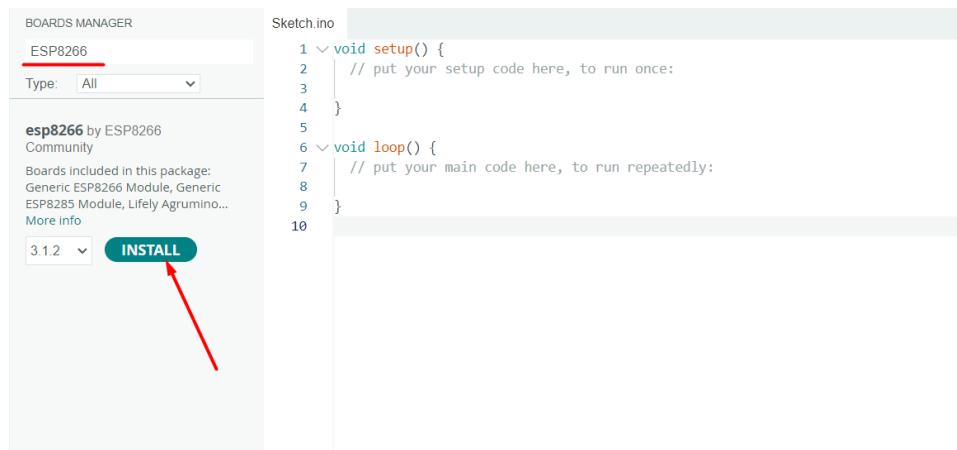 BOARDS MANAGER
ESP8266
Type: All
esp8266 by ESP8266
Community
Boards included in this package:
Generic ESP8266 Module, Generic
ESP8285 Module, Lifely Agrumino...
More info
3.1.2 INSTALL
Sketch.ino
1 void setup() {
2 // put your setup code here, to run once:
3
4 }
5
6 void loop() {
7 // put your main code here, to run repeatedly:
8
9 }
10